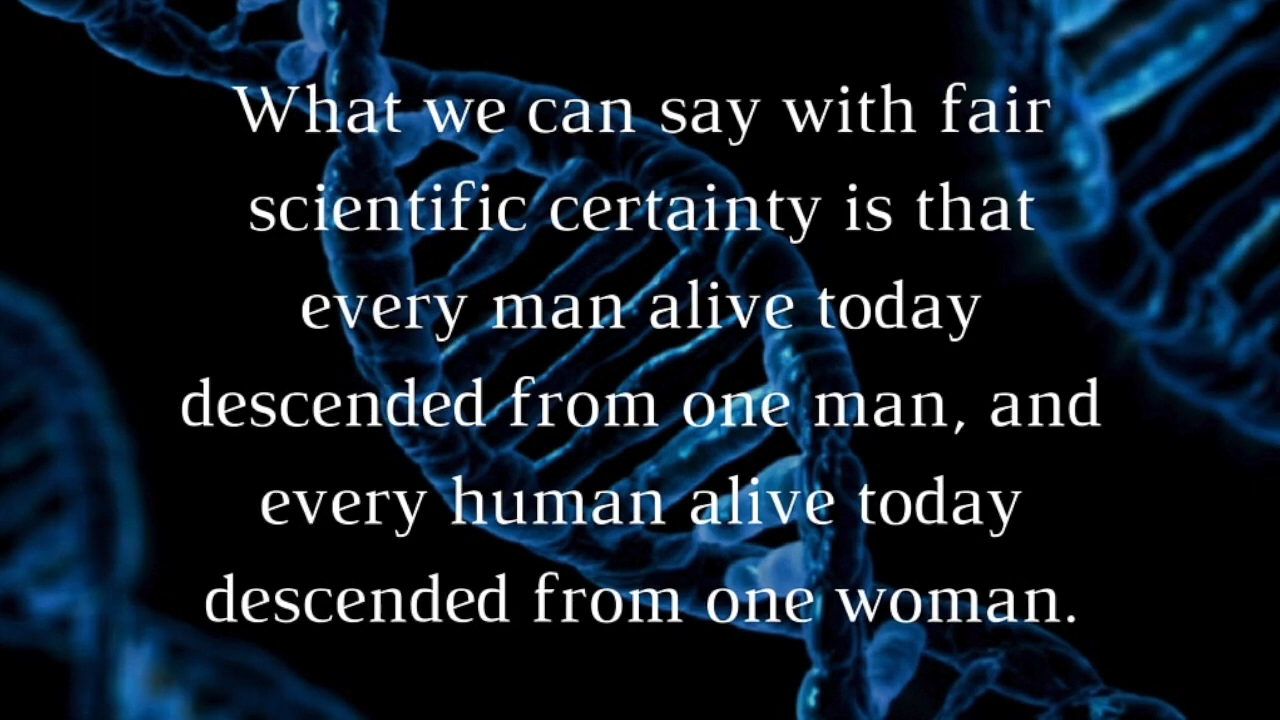 What we can say with fair
scientific certainty is that
every man alive today
descended from one man, and
every human alive today
descended from one woman.